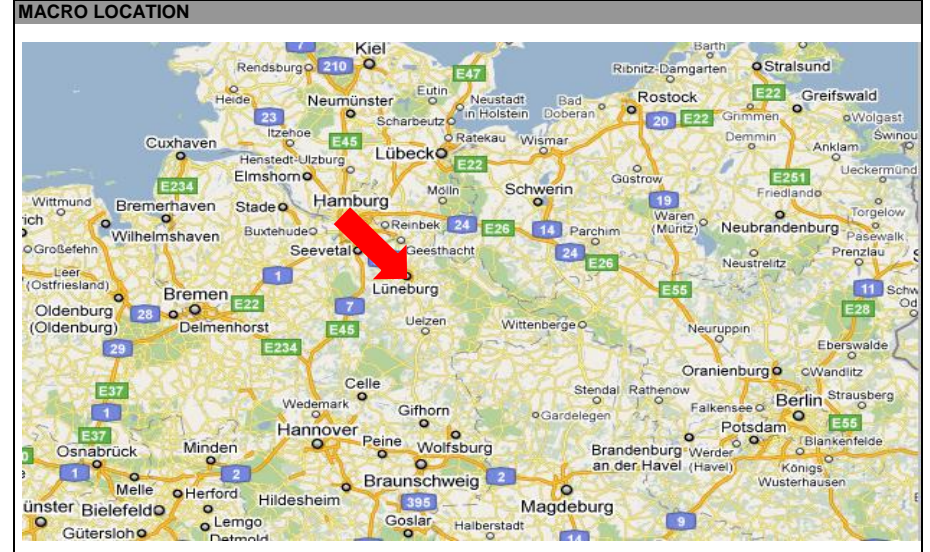 MACRO LOCATION
7
Kiel
Barth
Rendsburg
210
E47
Ribnitz-Damgarten
Stralsund
Heide
Neumünster
Eutin
Neustadt
in Holstein
Bad
Doberan
Rostock
E22
Greifswald
23
Scharbeutz
20
E22
Grimmen
Wolgast
Cuxhaven
Itzehoe
E45
Ratekau
Wismar
Demmin
Anklam
Henstedt-Ulzburg
Lübeck
E22
Elmshorn
Güstrow
E251
Ueckermünd
E234
Mölln
Schwerin
Friedland
Wittmund
Bremerhaven
Stade
Hamburg
19
Torgelow
Wilhelmshaven
Buxtehude
Reinbek
24
E26
14
Parchim
Waren
(Müritz)
Neubrandenburg
Pasewalk
Großefehn
Seevetal
Geesthacht
24
E26
Neustrelitz
Prenzlau
Leer
(Ostfriesland)
1
Lüneburg
E55
11
Schw
Od
Oldenburg
(Oldenburg)
28
Bremen
E22
7
E28
Delmenhorst
E45
Uelzen
Wittenberge
Neuruppin
29
E234
Eberswalde
Oranienburg
Wandlitz
E37
Celle
Stendal
Rathenow
Berlin
Strausberg
1
Wedemark
Gifhorn
Gardelegen
Falkensee
E37
Hannover
Potsdam
E55
Osnabrück
Minden
Peine
Wolfsburg
Brandenburg
an der Havel
Werder
(Havel)
Blankenfelde
1
2
Braunschweig
2
Königs
Wusterhausen
Melle
Herford
Hildesheim
395
Magdeburg
ünster
Bielefeld
Lemgo
Goslar
Halberstadt
9
Gütersloh
Detmold
14